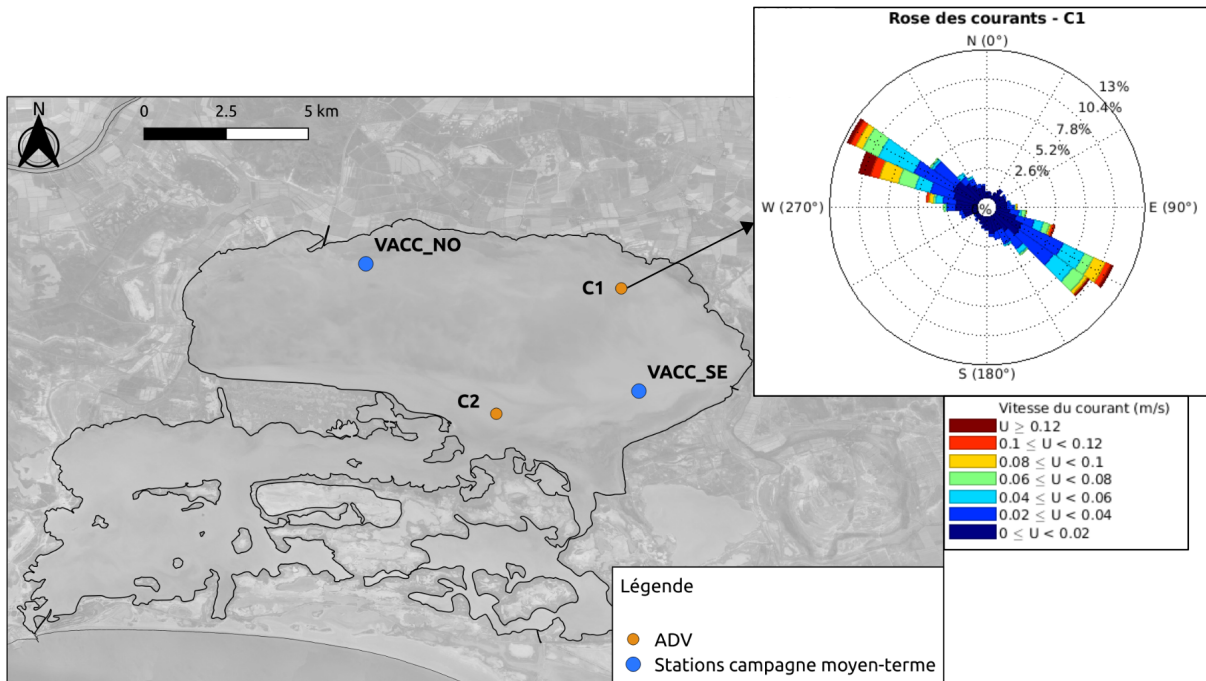 Rose des courants - C1
N (0°)
13%
10.4%
7.8%
5.2%
2.6%
%
W (270°)
E (90°)
S (180°)
N
0 2.5 5 km
VACC_NO
C1
VACC_SE
C2
Vitesse du courant (m/s)
U ≥ 0.12
0.1 ≤ U < 0.12
0.08 ≤ U < 0.1
0.06 ≤ U < 0.08
0.04 ≤ U < 0.06
0.02 ≤ U < 0.04
0 ≤ U < 0.02
Légende
ADV
Stations campagne moyen-terme